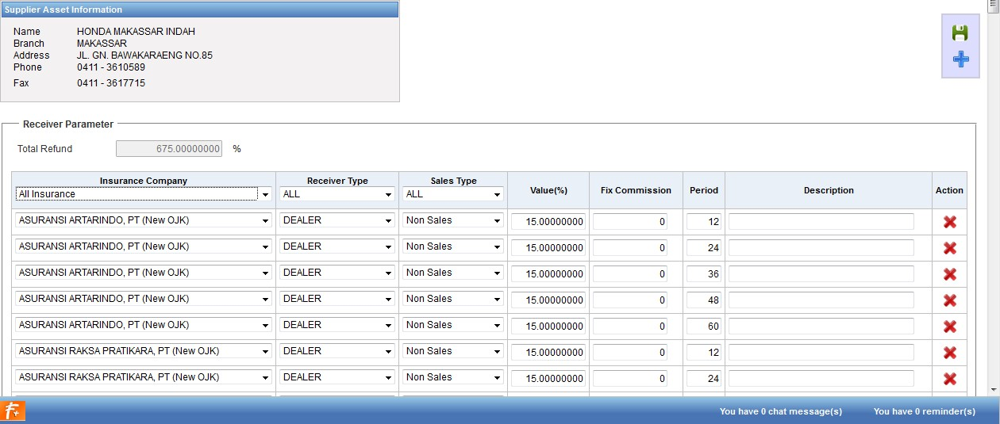 Supplier Asset Information
Name HONDA MAKASSAR INDAH
Branch MAKASSAR
Address JL. GN. BAWAKARAENG NO.85
Phone 0411 - 3610589
Fax 0411 - 3617715
Receiver Parameter
Total Refund 675.00000000 %
Insurance Company Receiver Type Sales Type Value(%) Fix Commission Period Description Action
All Insurance ALL ALL
ASURANSI ARTARINDO, PT (New OJK) DEALER Non Sales 15.00000000 0 12
ASURANSI ARTARINDO, PT (New OJK) DEALER Non Sales 15.00000000 0 24
ASURANSI ARTARINDO, PT (New OJK) DEALER Non Sales 15.00000000 0 36
ASURANSI ARTARINDO, PT (New OJK) DEALER Non Sales 15.00000000 0 48
ASURANSI ARTARINDO, PT (New OJK) DEALER Non Sales 15.00000000 0 60
ASURANSI RAKSA PRATIKARA, PT (New OJK) DEALER Non Sales 15.00000000 0 12
ASURANSI RAKSA PRATIKARA, PT (New OJK) DEALER Non Sales 15.00000000 0 24
You have 0 chat message(s) You have 0 reminder(s)